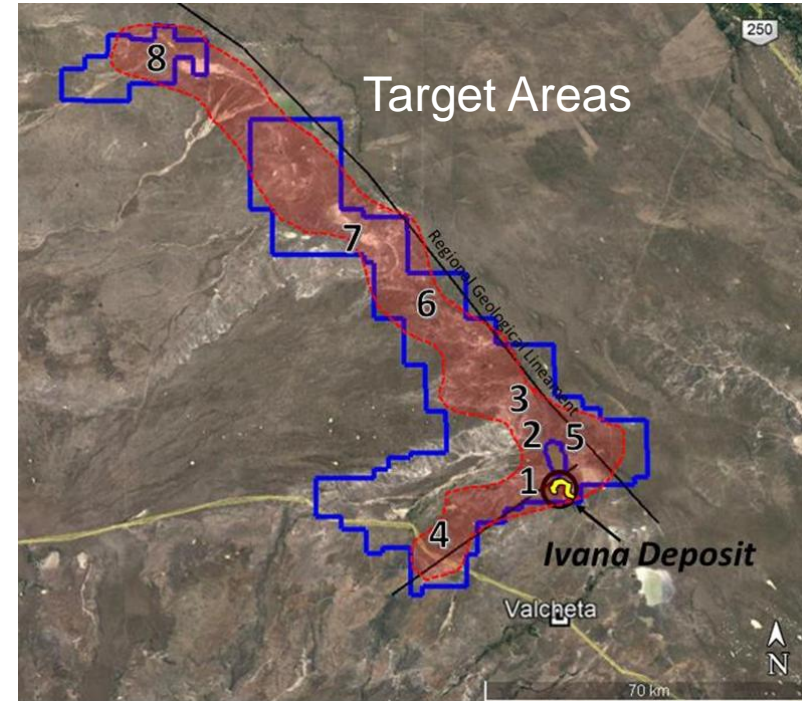 250
8
Target Areas
7
Regional Geological Lineament
6
3
2
5
1
4
Ivana Deposit
Valcheta
N
70 km